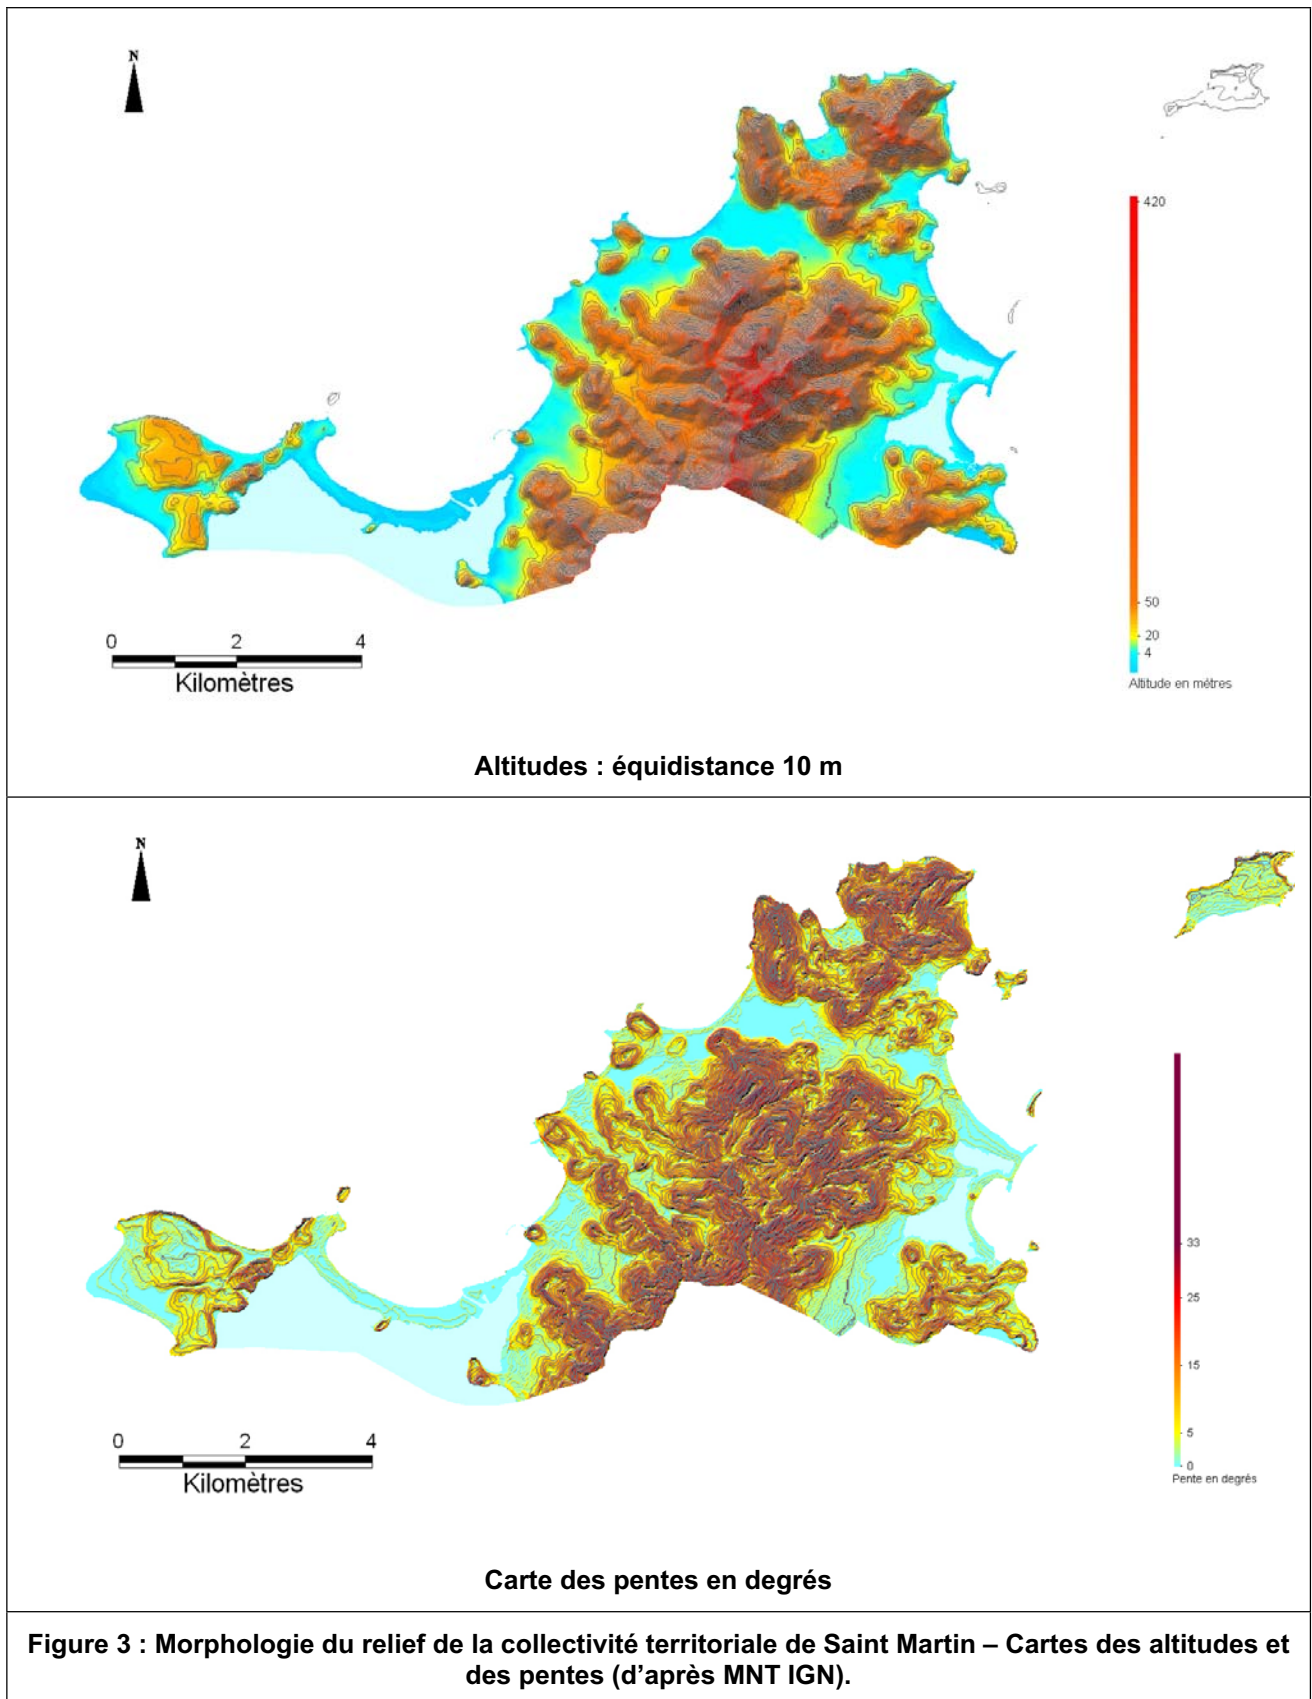 N
420
50
20
4
Altitude en mètres
0 2 4
Kilomètres
Altitudes : équidistance 10 m
N
33
25
15
5
0
Pente en degrés
0 2 4
Kilomètres
Carte des pentes en degrés
Figure 3 : Morphologie du relief de la collectivité territoriale de Saint Martin – Cartes des altitudes et
des pentes (d'après MNT IGN).